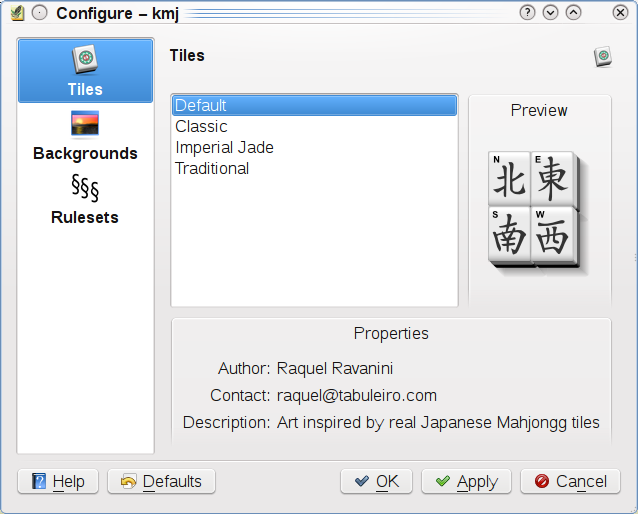 Configure – kmj
Tiles
Backgrounds
§§§
Rulesets
Tiles
Default
Classic
Imperial Jade
Traditional
Preview
N E
北 東
S W
南 西
Properties
Author: Raquel Ravanini
Contact: raquel@tabuleiro.com
Description: Art inspired by real Japanese Mahjongg tiles
Help Defaults OK Apply Cancel